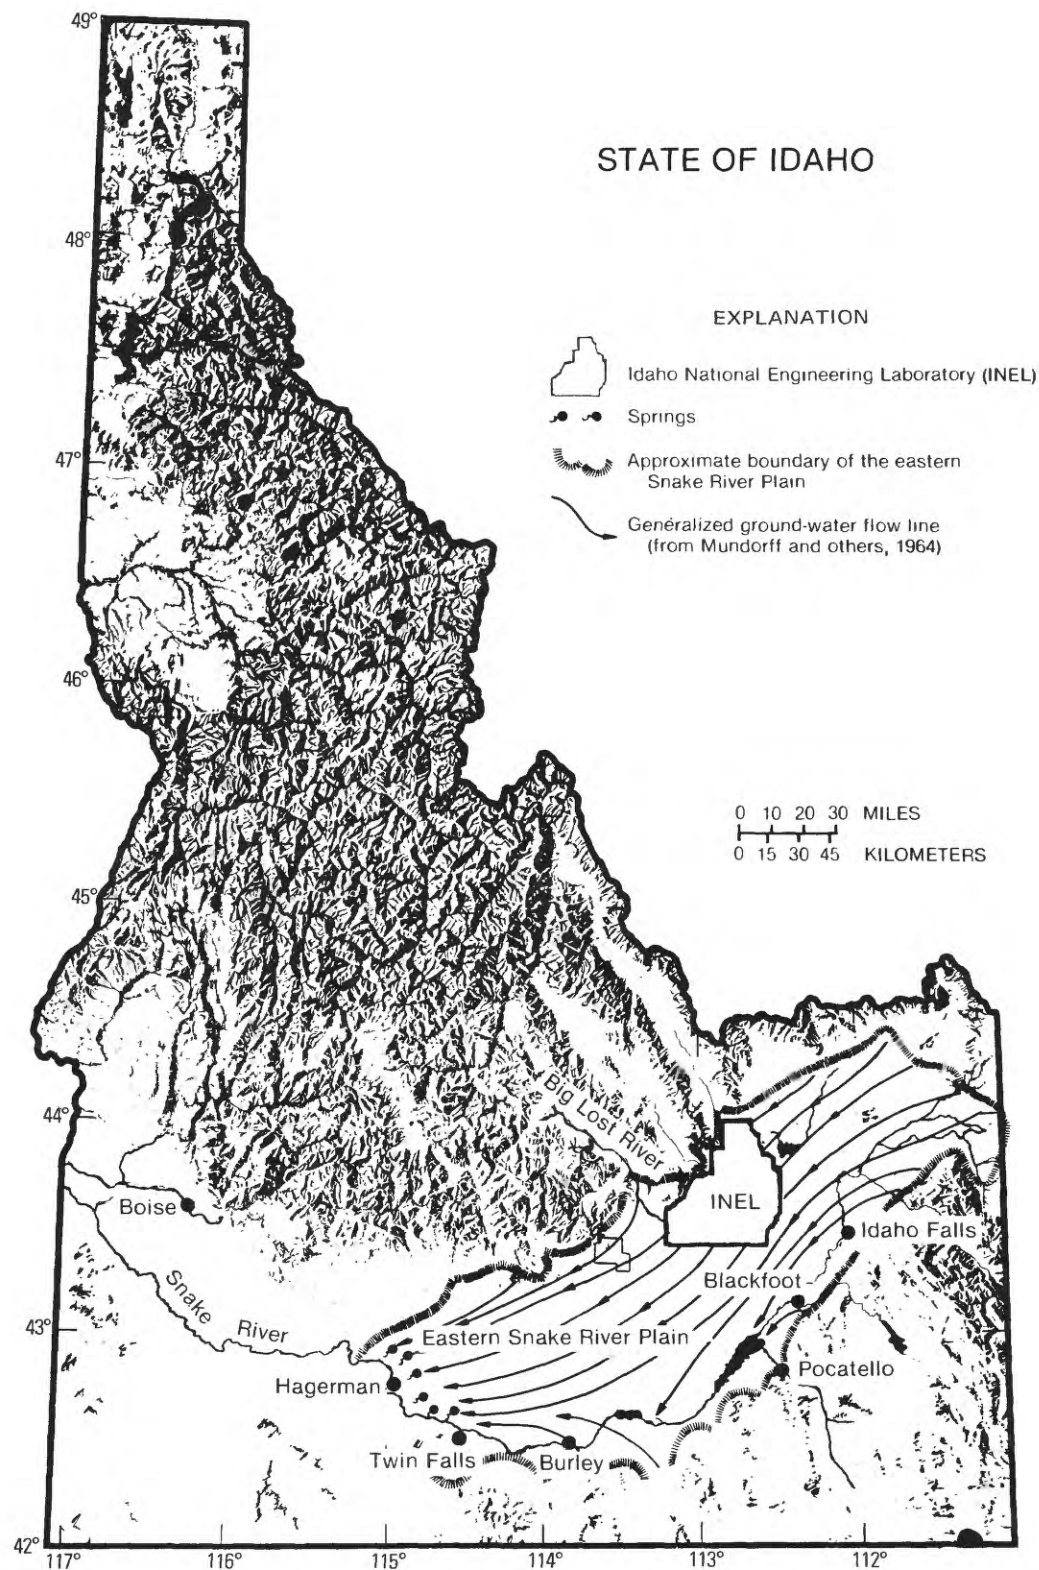 49°
STATE OF IDAHO
48°
EXPLANATION
Idaho National Engineering Laboratory (INEL)
Springs
47°
Approximate boundary of the eastern
Snake River Plain
Generalized ground-water flow line
(from Mundorff and others, 1964)
46°
0 10 20 30 MILES
0 15 30 45 KILOMETERS
45°
44°
Big Lost River
INEL
Boise
Idaho Falls
Blackfoot
Snake River
43°
Eastern Snake River Plain
Pocatello
Hagerman
Twin Falls
Burley
42°
117° 116° 115° 114° 113° 112°